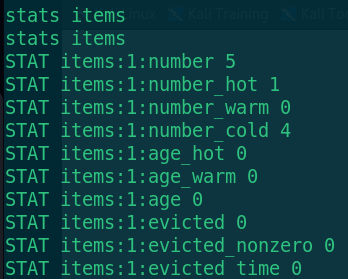 stats items
stats items
STAT items:1:number 5
STAT items:1:number_hot 1
STAT items:1:number_warm 0
STAT items:1:number_cold 4
STAT items:1:age_hot 0
STAT items:1:age_warm 0
STAT items:1:age 0
STAT items:1:evicted 0
STAT items:1:evicted_nonzero 0
STAT items:1:evicted_time 0